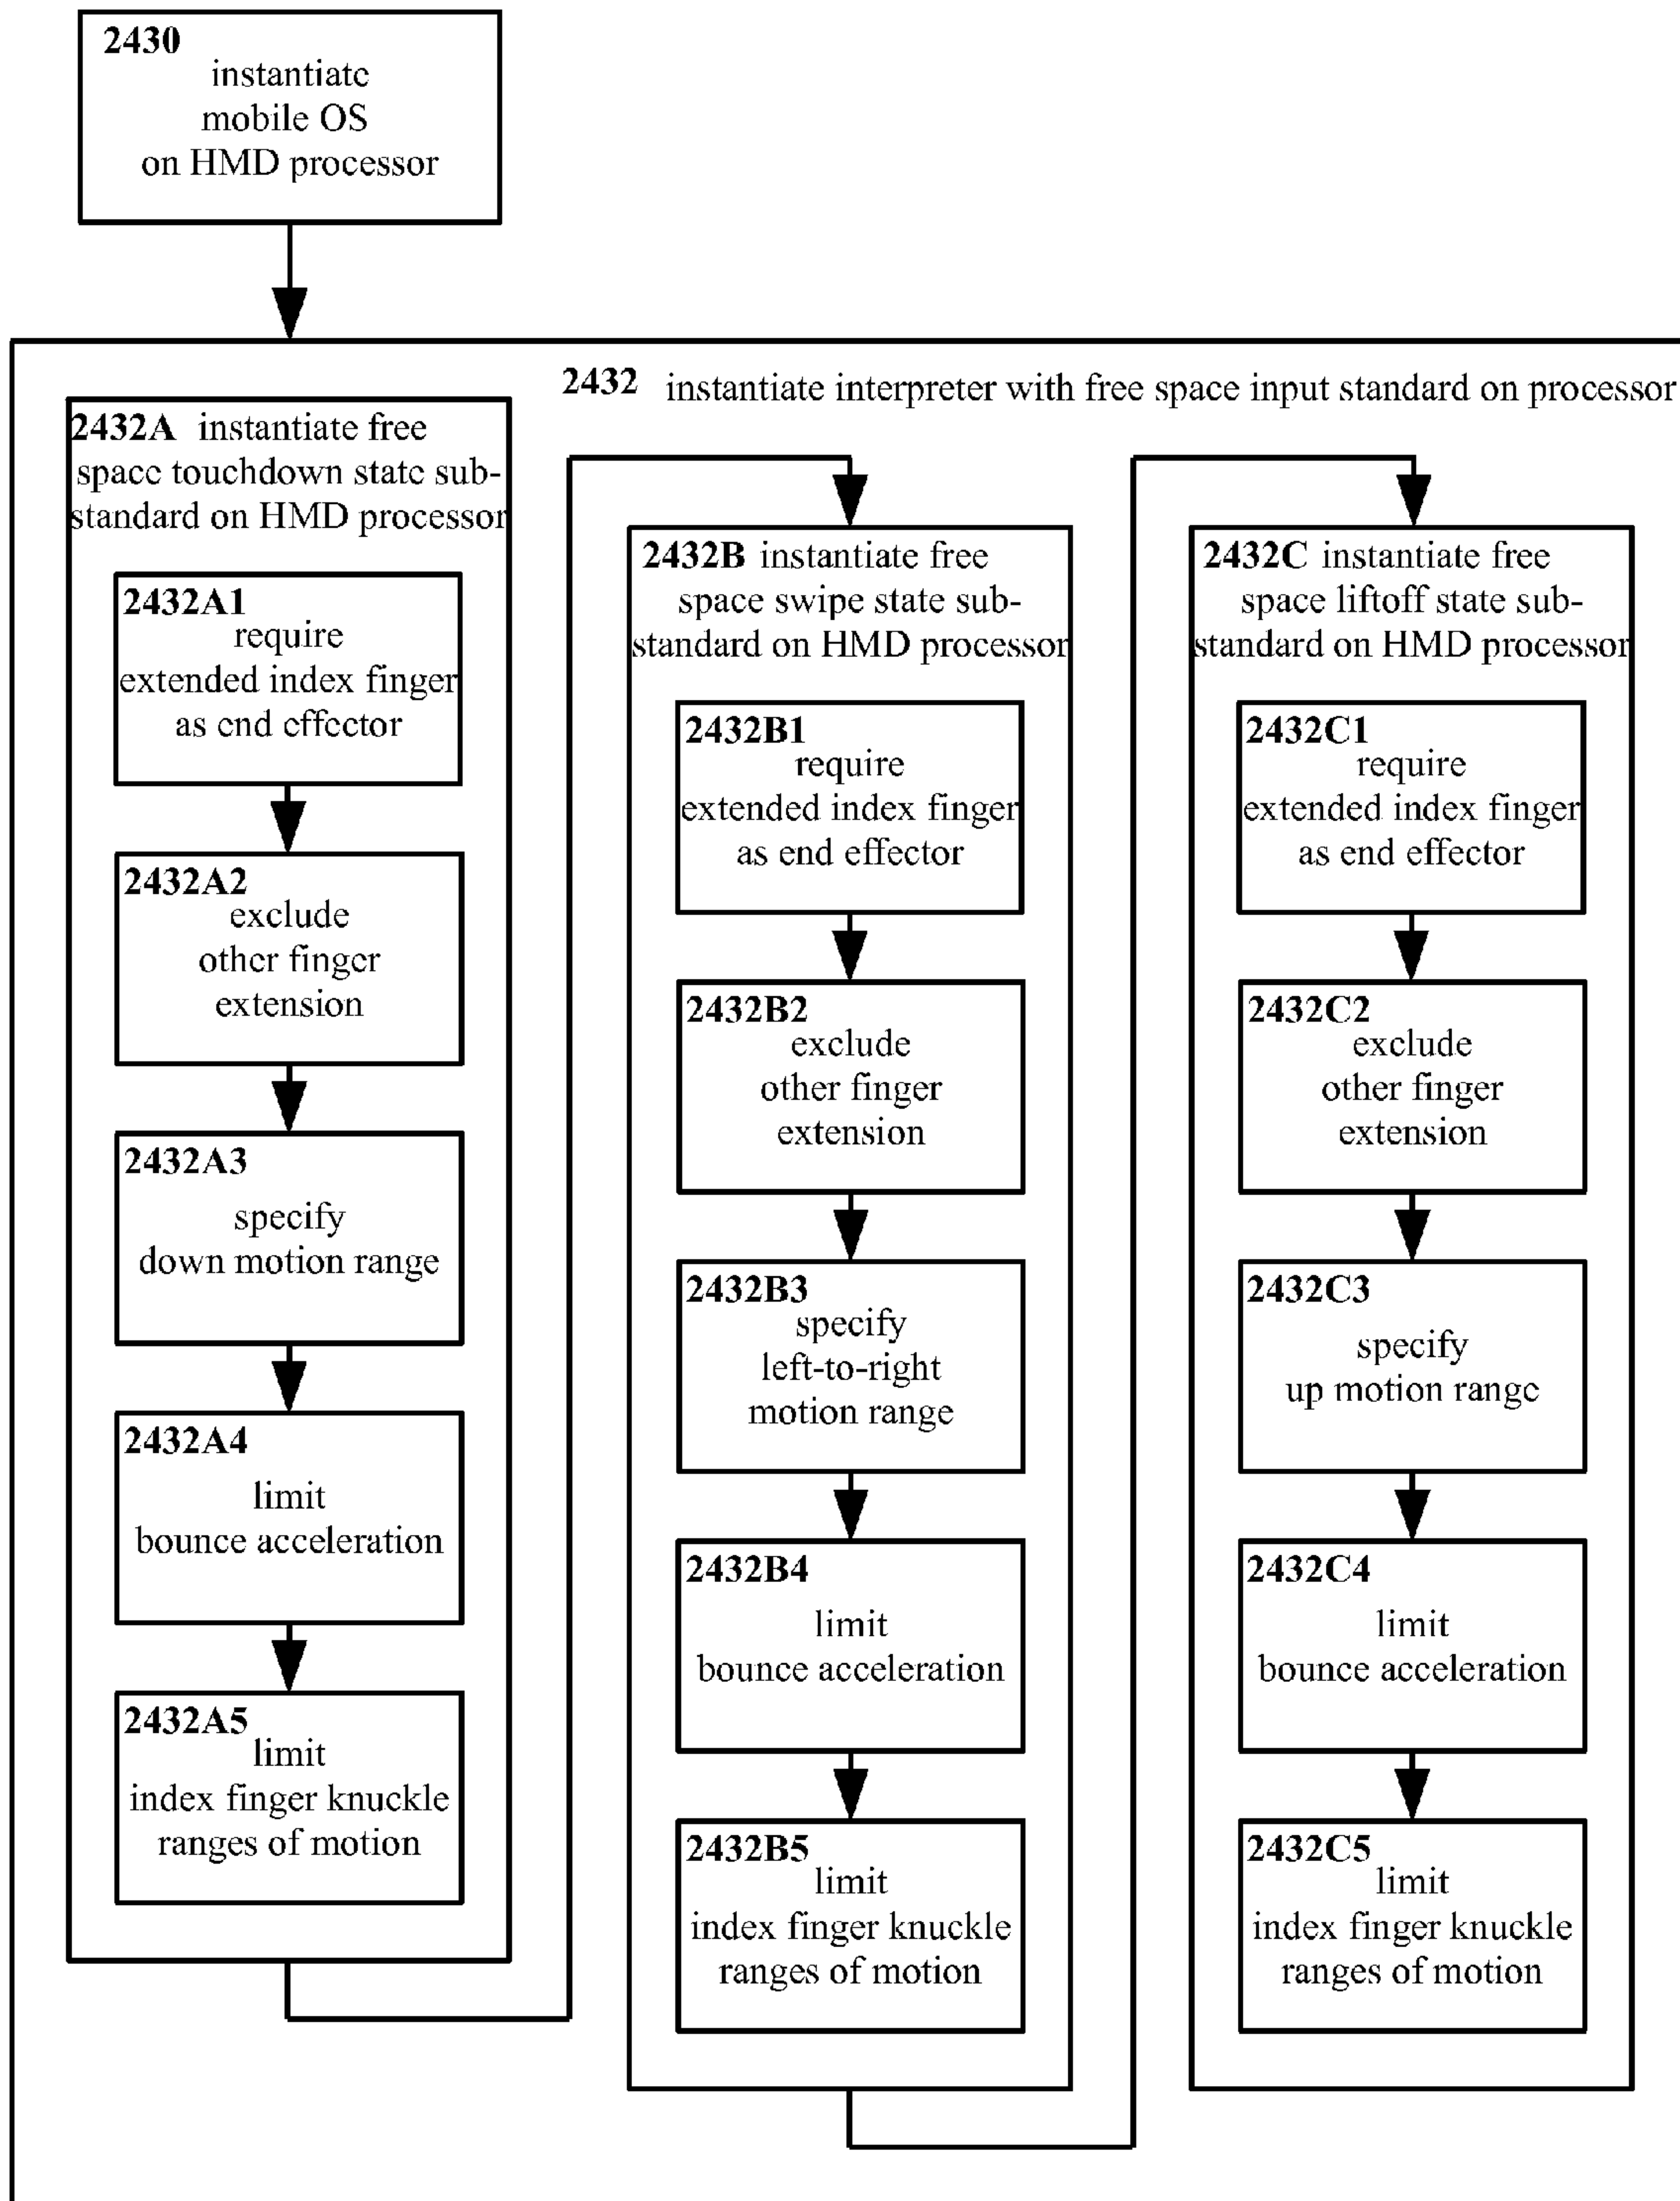 2430
instantiate
mobile OS
on HMD processor
2432 instantiate interpreter with free space input standard on processor
2432A instantiate free
space touchdown state sub-
standard on HMD processor
2432A1
require
extended index finger
as end effector
2432A2
exclude
other finger
extension
2432A3
specify
down motion range
2432A4
limit
bounce acceleration
2432A5
limit
index finger knuckle
ranges of motion
2432B instantiate free
space swipe state sub-
standard on HMD processor
2432B1
require
extended index finger
as end effector
2432B2
exclude
other finger
extension
2432B3
specify
left-to-right
motion range
2432B4
limit
bounce acceleration
2432B5
limit
index finger knuckle
ranges of motion
2432C instantiate free
space liftoff state sub-
standard on HMD processor
2432C1
require
extended index finger
as end effector
2432C2
exclude
other finger
extension
2432C3
specify
up motion range
2432C4
limit
bounce acceleration
2432C5
limit
index finger knuckle
ranges of motion